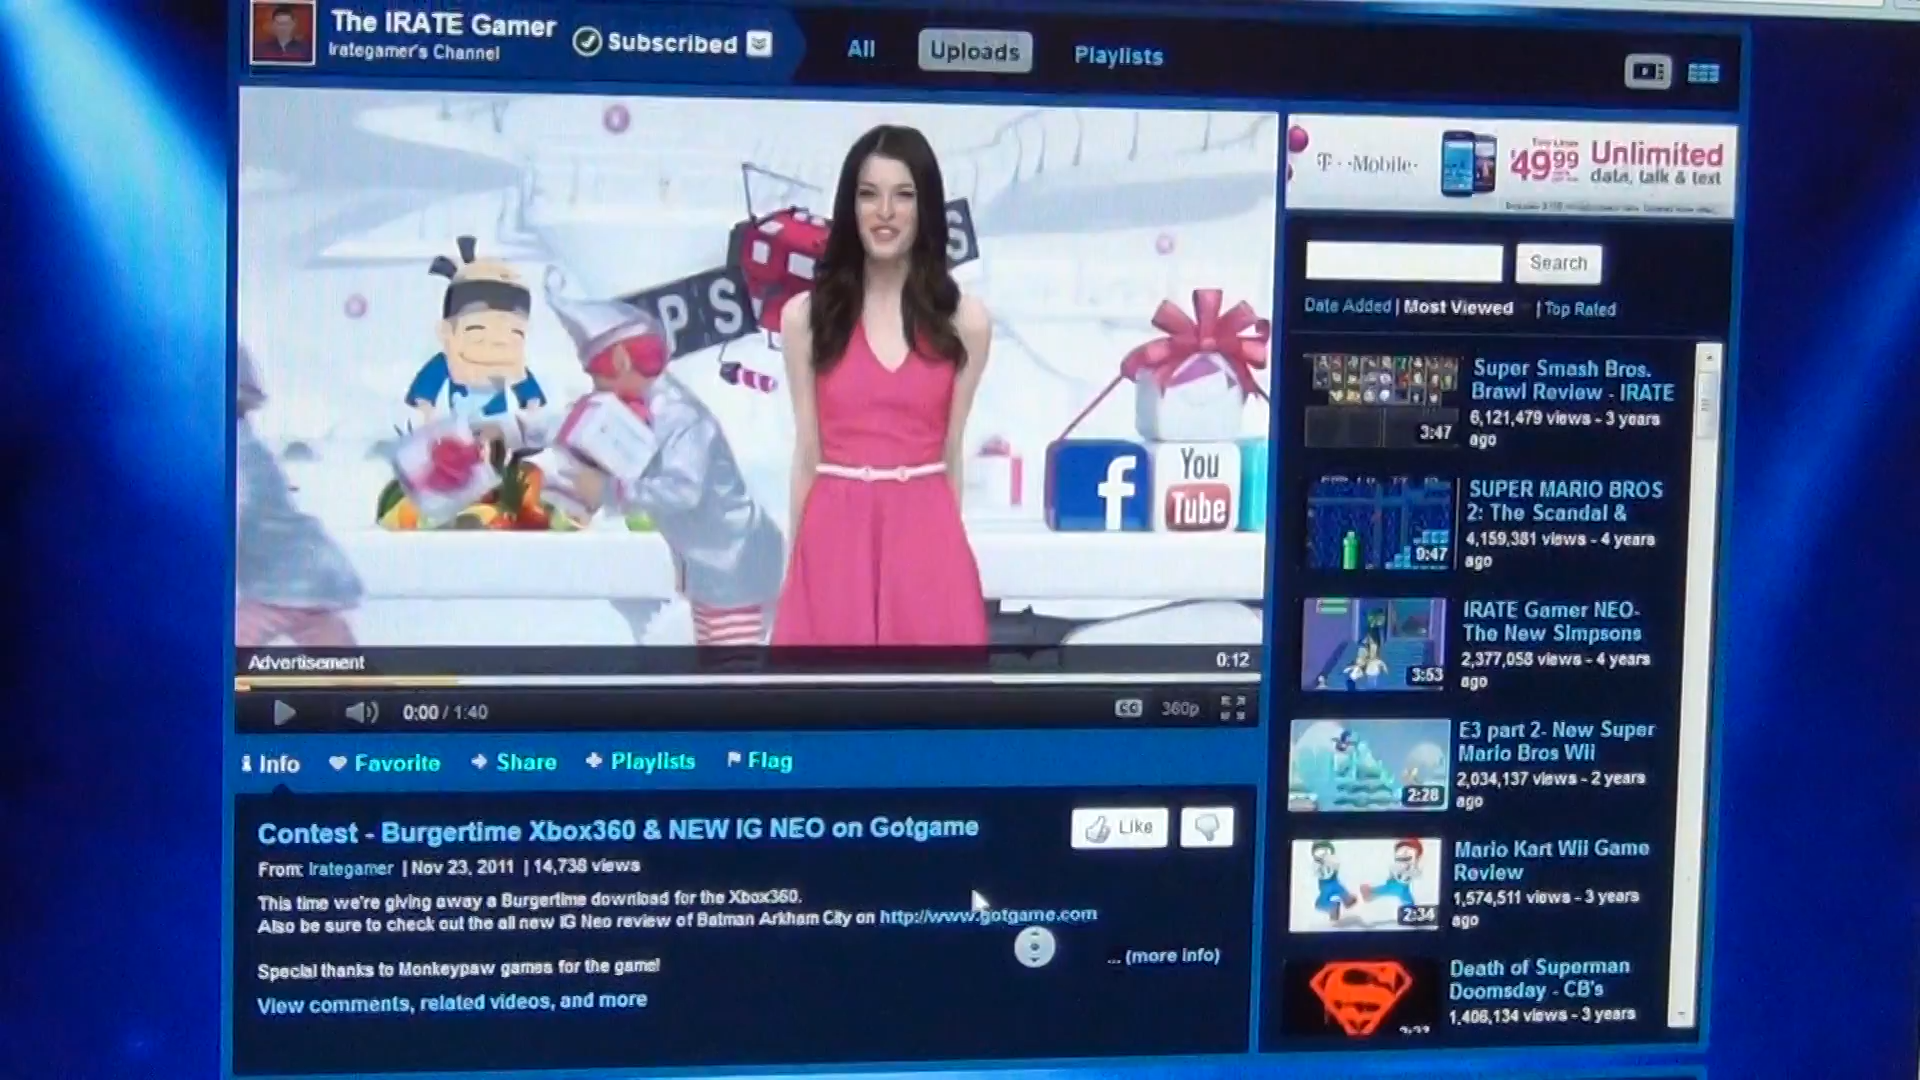 The IRATE Gamer
Irategamer's Channel
Subscribed
All
Uploads
Playlists
T-Mobile
$49.99
Unlimited
data, talk & text
Search
Date Added | Most Viewed | Top Rated
PS
S
f
You
Tube
Advertisement
0:12
0:00 / 1:40
CC
360p
Super Smash Bros.
Brawl Review - IRATE
6,121,479 views - 3 years
ago
3:47
SUPER MARIO BROS
2: The Scandal &
4,159,381 views - 4 years
ago
9:47
IRATE Gamer NEO-
The New Simpsons
2,377,058 views - 4 years
ago
3:53
E3 part 2- New Super
Mario Bros Wii
2,034,137 views - 2 years
ago
2:28
Mario Kart Wii Game
Review
1,574,511 views - 3 years
ago
2:34
Death of Superman
Doomsday - CB's
1,406,134 views - 3 years
Info
Favorite
Share
Playlists
Flag
Contest - Burgertime Xbox360 & NEW IG NEO on Gotgame
Like
From: Irategamer | Nov 23, 2011 | 14,738 views
This time we're giving away a Burgertime download for the Xbox360.
Also be sure to check out the all new IG Neo review of Batman Arkham City on http://www.gotgame.com
... (more info)
Special thanks to Monkeypaw games for the game!
View comments, related videos, and more